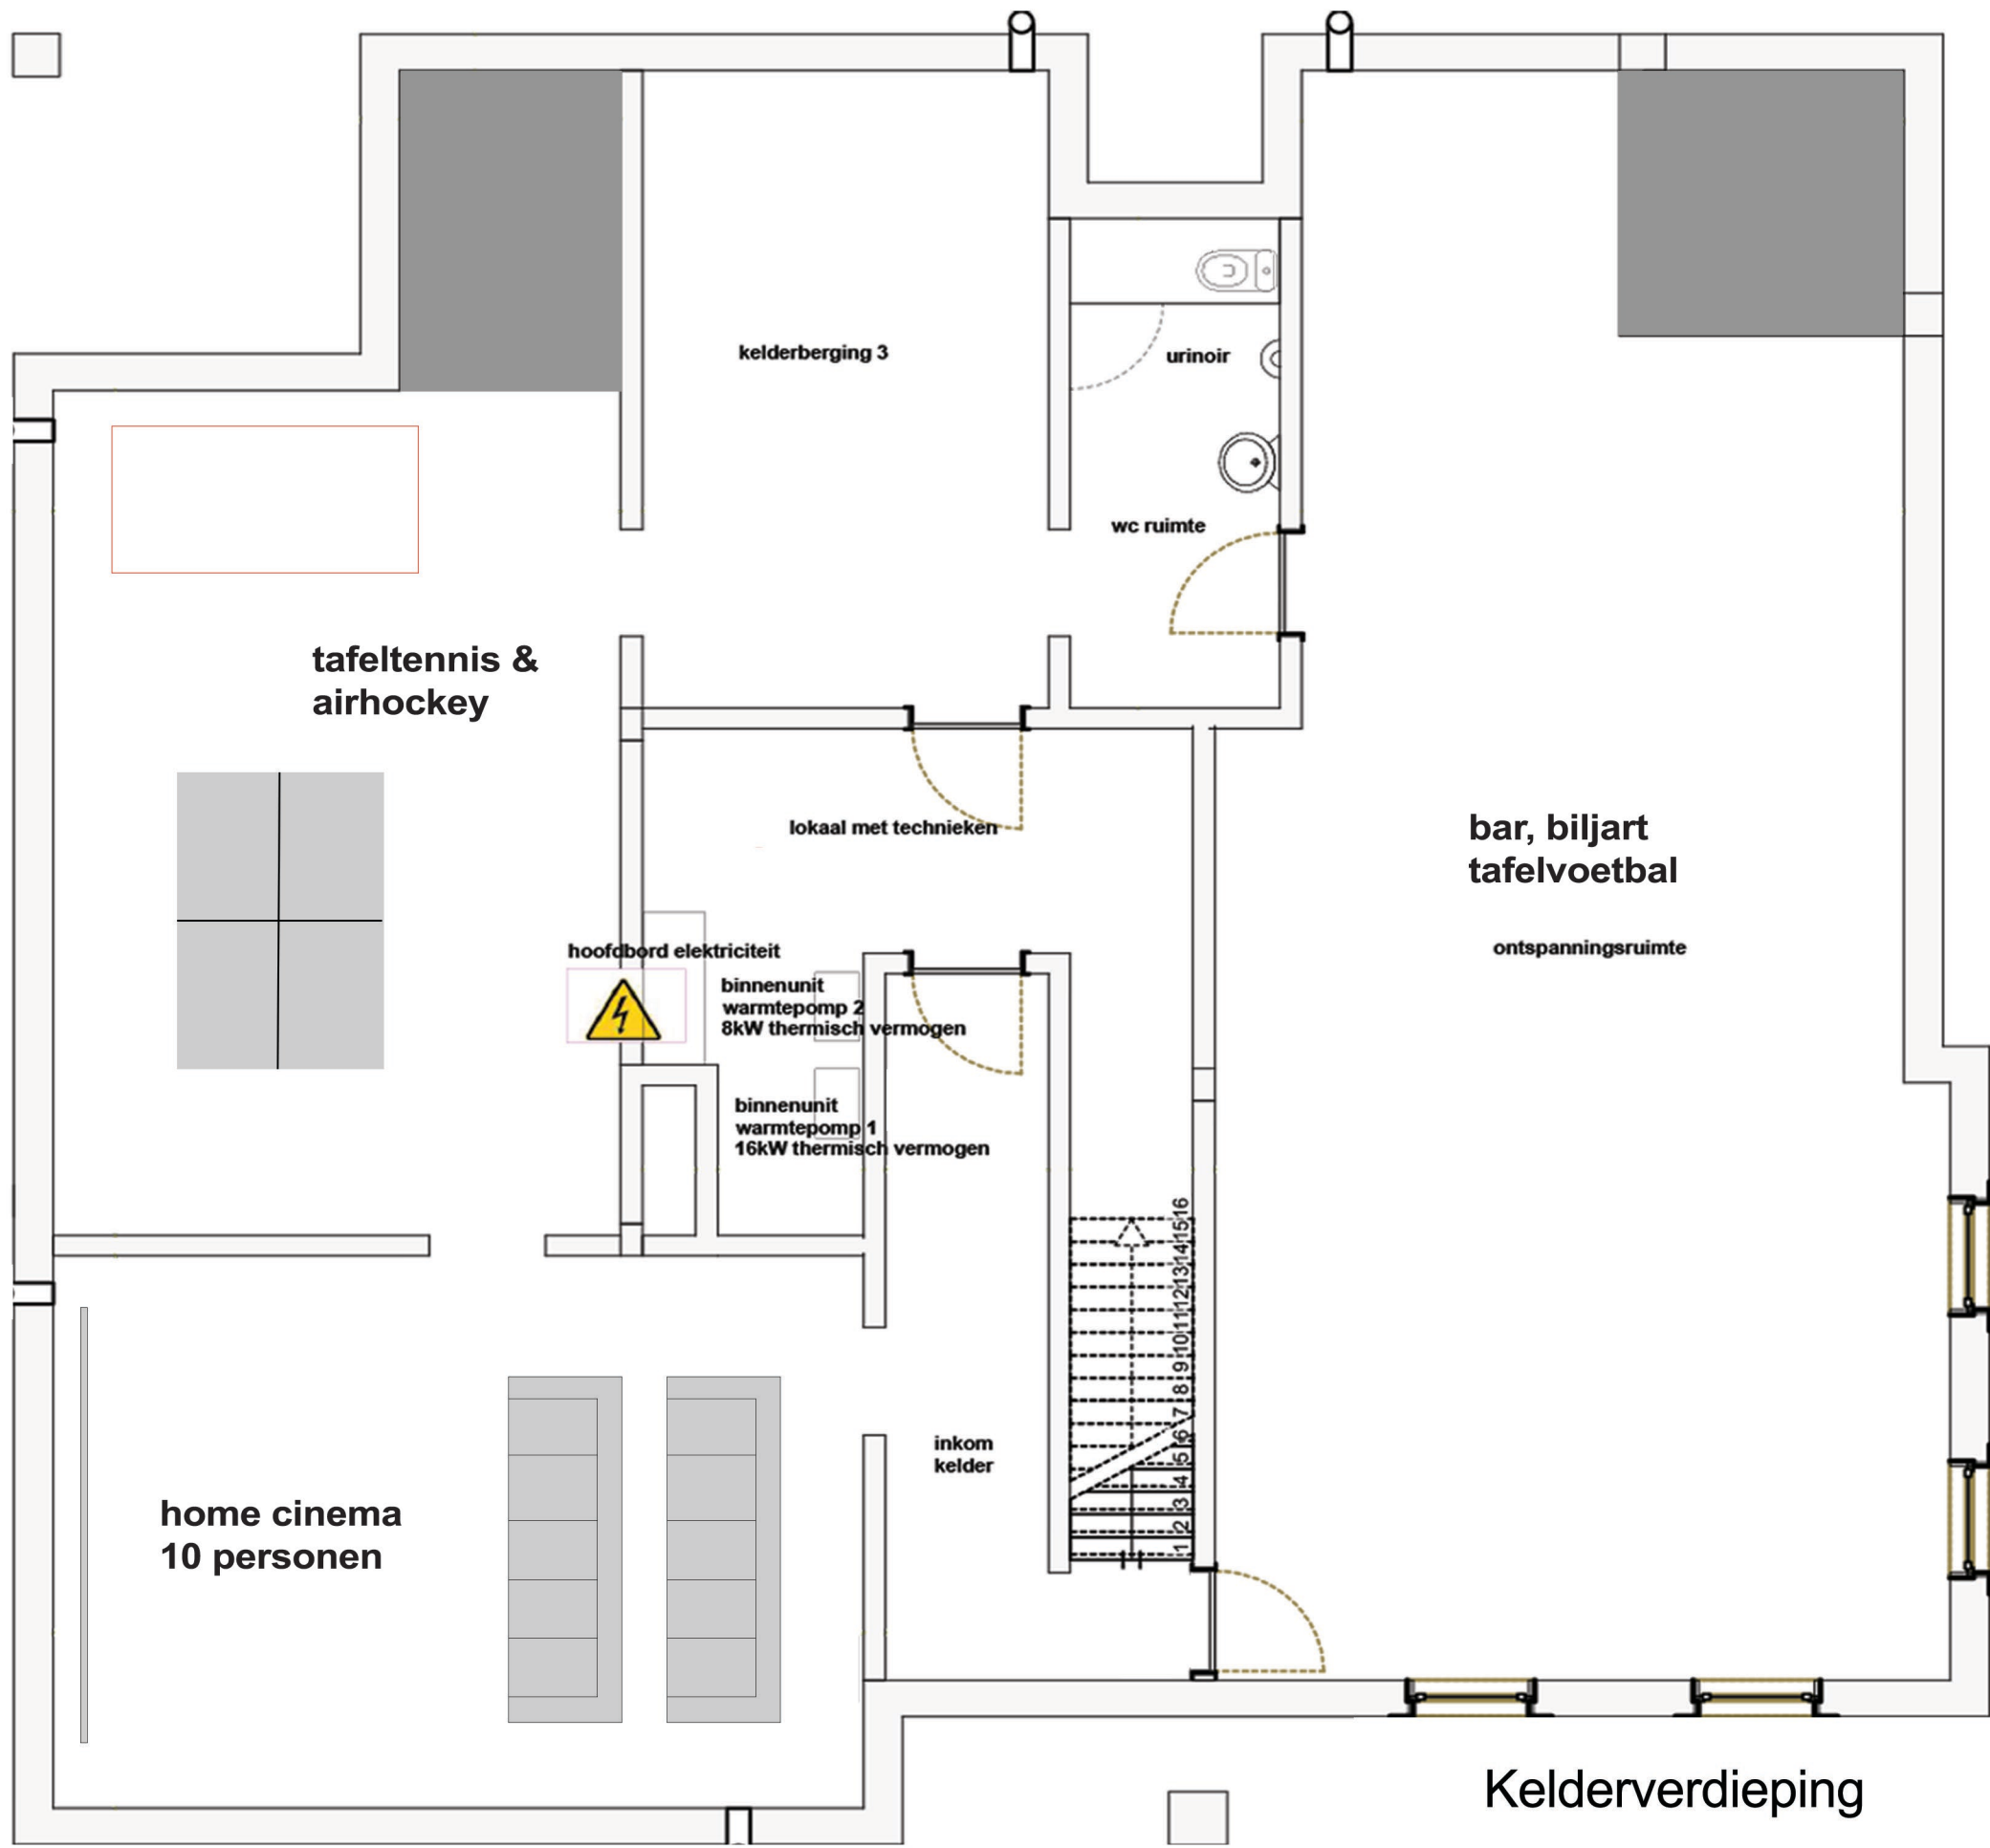 kelderberging 3
urinoir
wc ruimte
tafeltennis &
airhockey
lokaal met technieken
bar, biljart
tafelvoetbal
ontspanningsruimte
hoofdbord elektriciteit
binnenunit
warmtepomp 2
8kW thermisch vermogen
binnenunit
warmtepomp 1
16kW thermisch vermogen
16
15
14
13
12
11
10
9
8
7
6
5
4
3
2
1
inkom
kelder
home cinema
10 personen
Kelderverdieping